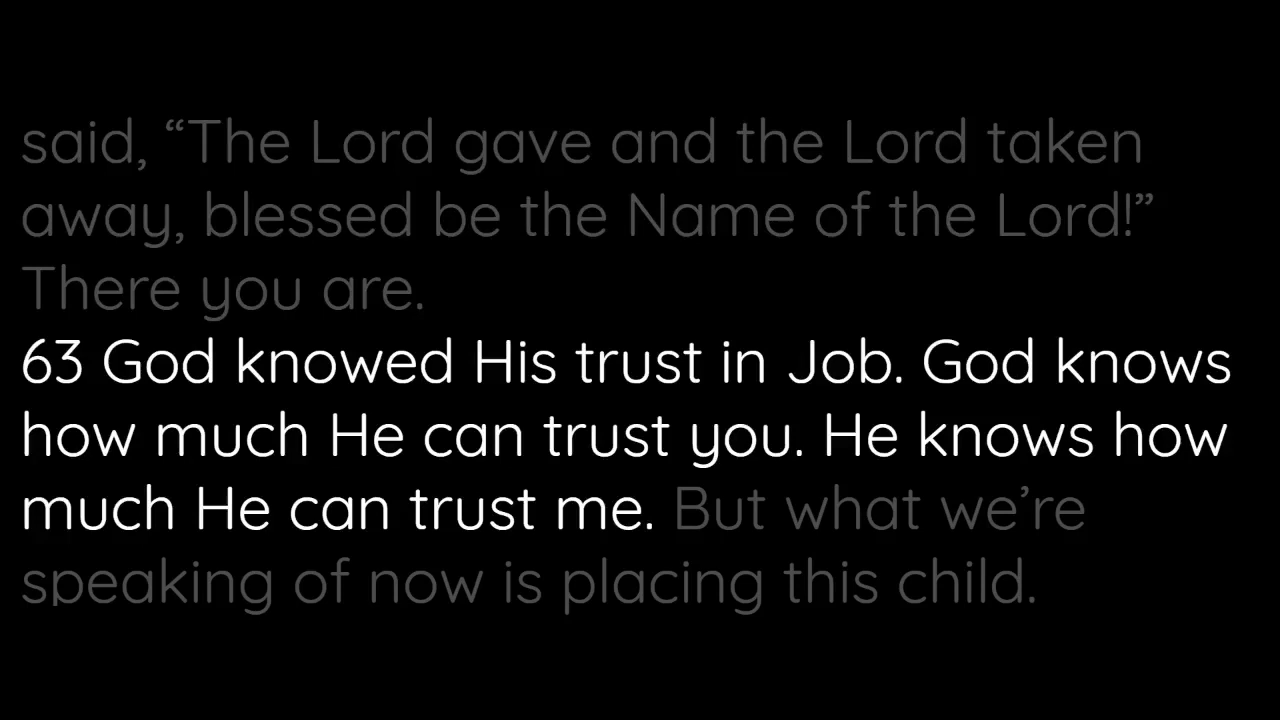 said, “The Lord gave and the Lord taken
away, blessed be the Name of the Lord!”
There you are.
63 God knowed His trust in Job. God knows
how much He can trust you. He knows how
much He can trust me. But what we’re
speaking of now is placing this child.